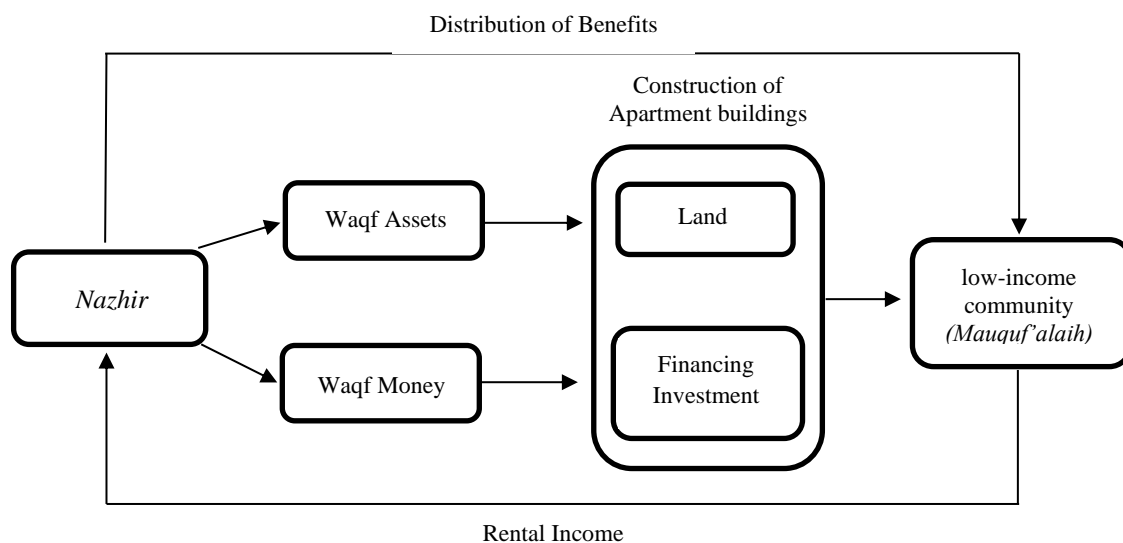 Distribution of Benefits
Construction of
Apartment buildings
Waqf Assets
Land
Nazhir
low-income
community
(Mauquf’alaih)
Waqf Money
Financing
Investment
Rental Income